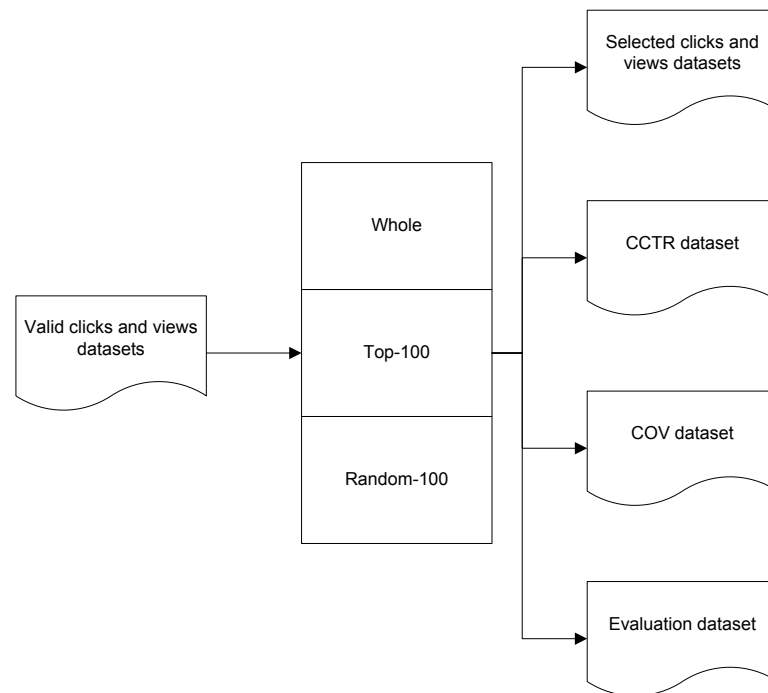 Selected clicks and
views datasets
Whole
CCTR dataset
Valid clicks and views
datasets
Top-100
COV dataset
Random-100
Evaluation dataset